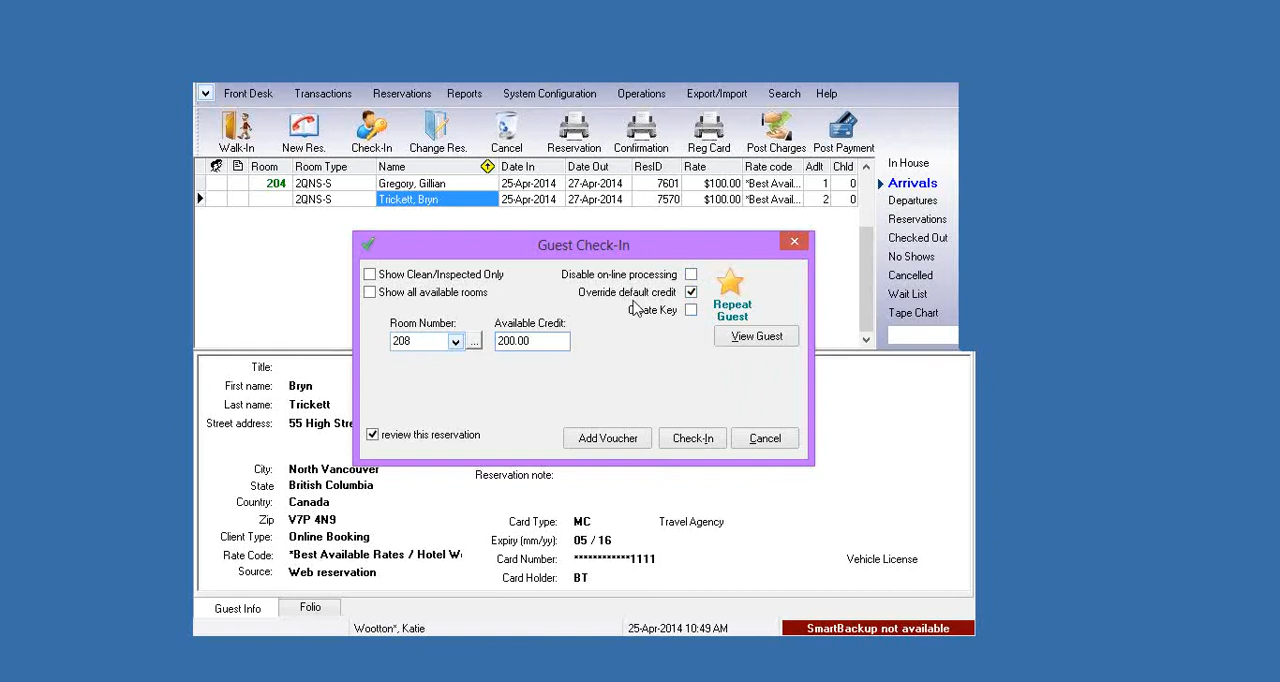 Front Desk Transactions Reservations Reports System Configuration Operations Export/Import Search Help
Walk-In New Res. Check-In Change Res. Cancel Reservation Confirmation Reg Card Post Charges Post Payment
Room Room Type Name Date In Date Out ResID Rate Rate code Adlt Chld
204 2QNS-S Gregory, Gillian 25-Apr-2014 27-Apr-2014 7601 $100.00 *Best Avail... 1 0
2QNS-S Trickett, Bryn 25-Apr-2014 27-Apr-2014 7570 $100.00 *Best Avail... 2 0
In House
Arrivals
Departures
Reservations
Checked Out
No Shows
Cancelled
Wait List
Tape Chart
Guest Check-In
Show Clean/Inspected Only
Show all available rooms
Disable on-line processing
Override default credit
Key
Repeat
Guest
View Guest
Room Number: Available Credit:
208 ... 200.00
review this reservation
Add Voucher Check-In Cancel
Title:
First name: Bryn
Last name: Trickett
Street address: 55 High
City: North Vancouver
State British Columbia
Country: Canada
Zip V7P 4N9
Client Type: Online Booking
Rate Code: *Best Available Rates / Hotel
Source: Web reservation
Reservation note:
Card Type: MC Travel Agency
Expiry (mm/yy): 05 / 16
Card Number: ************1111 Vehicle License
Card Holder: BT
Guest Info Folio
Wootton*, Katie 25-Apr-2014 10:49 AM SmartBackup not available